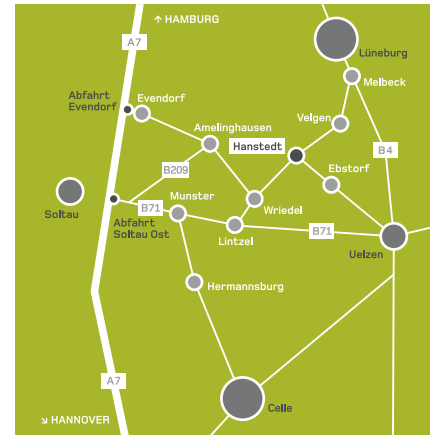 ↑ HAMBURG
A7
Lüneburg
Melbeck
Abfahrt
Evendorf
Evendorf
Velgen
Amelinghausen
Hanstedt
B4
B209
Ebstorf
Soltau
Munster
Wriedel
B71
Abfahrt
Soltau Ost
Lintzel
B71
Uelzen
Hermannsburg
A7
Celle
↘ HANNOVER